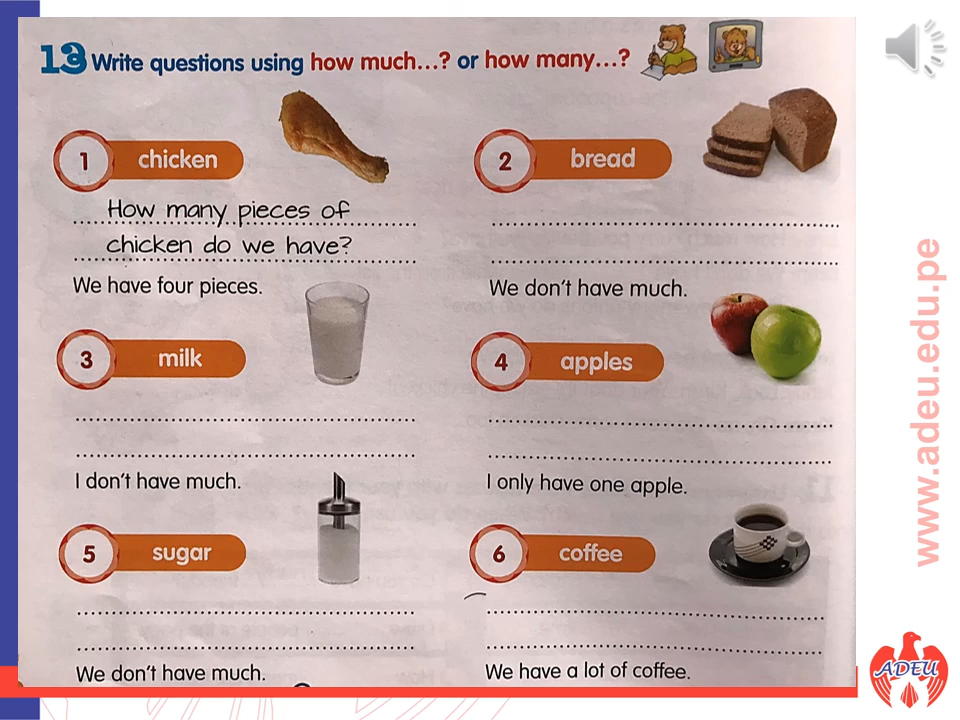 13 Write questions using how much...? or how many...?
1 chicken
How many pieces of
chicken do we have?
We have four pieces.
2 bread
We don't have much.
3 milk
I don't have much.
4 apples
I only have one apple.
5 sugar
We don't have much.
6 coffee
We have a lot of coffee.
www.adeu.edu.pe
ADEU